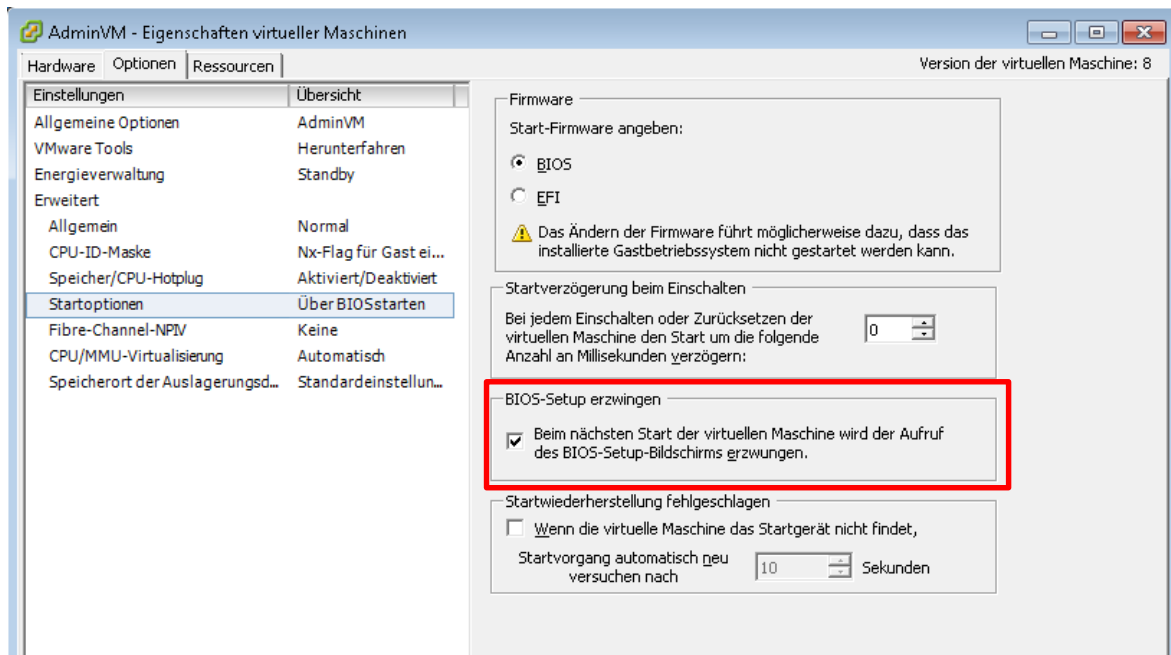 AdminVM - Eigenschaften virtueller Maschinen
Hardware Optionen Ressourcen Version der virtuellen Maschine: 8
Einstellungen Übersicht
Allgemeine Optionen AdminVM
VMware Tools Herunterfahren
Energieverwaltung Standby
Erweitert
Allgemein Normal
CPU-ID-Maske Nx-Flag für Gast ei...
Speicher/CPU-Hotplug Aktiviert/Deaktiviert
Startoptionen Über BIOSstarten
Fibre-Channel-NPIV Keine
CPU/MMU-Virtualisierung Automatisch
Speicherort der Auslagerungsd... Standardeinstellun...
Firmware
Start-Firmware angeben:
BIOS
EFI
Das Ändern der Firmware führt möglicherweise dazu, dass das
installierte Gastbetriebssystem nicht gestartet werden kann.
Startverzögerung beim Einschalten
Bei jedem Einschalten oder Zurücksetzen der
virtuellen Maschine den Start um die folgende
Anzahl an Millisekunden verzögern:
0
BIOS-Setup erzwingen
Beim nächsten Start der virtuellen Maschine wird der Aufruf
des BIOS-Setup-Bildschirms erzwungen.
Startwiederherstellung fehlgeschlagen
Wenn die virtuelle Maschine das Startgerät nicht findet,
Startvorgang automatisch neu
versuchen nach
10 Sekunden